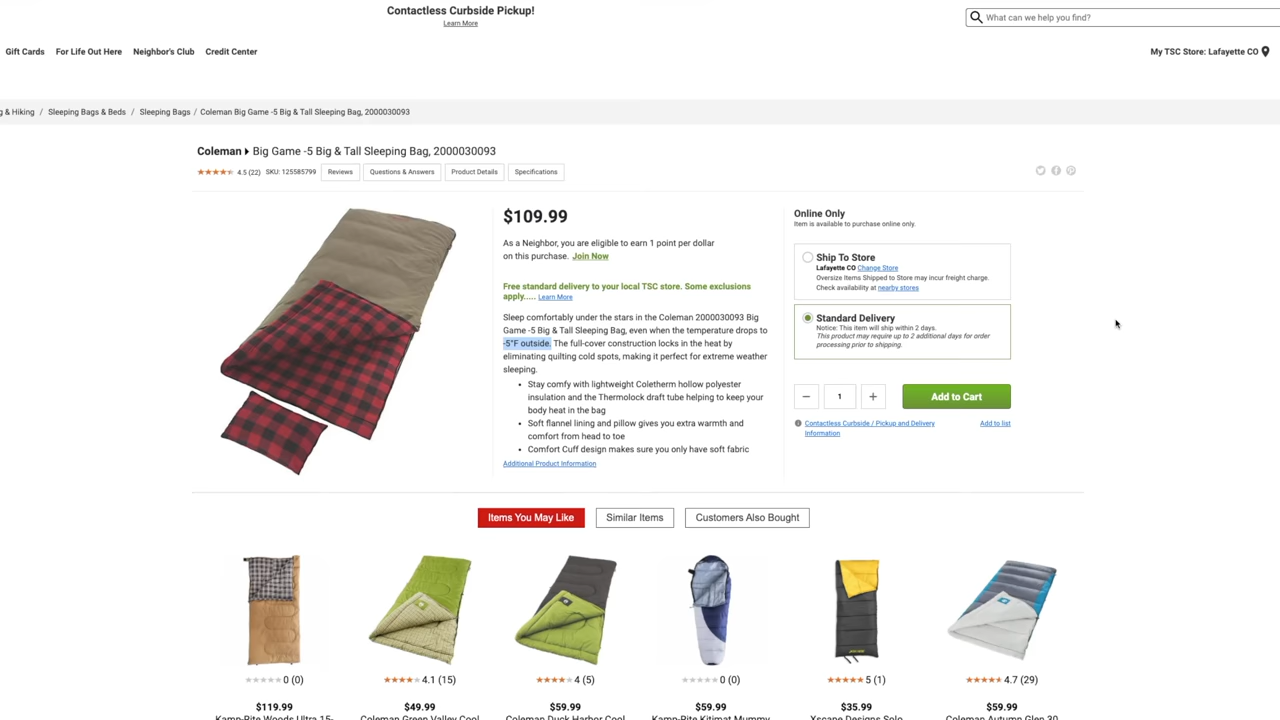 Contactless Curbside Pickup!
Learn More
What can we help you find?
Gift Cards
For Life Out Here
Neighbor's Club
Credit Center
My TSC Store: Lafayette CO
g & Hiking / Sleeping Bags & Beds / Sleeping Bags / Coleman Big Game -5 Big & Tall Sleeping Bag, 2000030093
Coleman Big Game -5 Big & Tall Sleeping Bag, 2000030093
4.5 (22) SKU: 125585799
Reviews
Questions & Answers
Product Details
Specifications
$109.99
As a Neighbor, you are eligible to earn 1 point per dollar
on this purchase. Join Now
Free standard delivery to your local TSC store. Some exclusions
apply..... Learn More
Sleep comfortably under the stars in the Coleman 2000030093 Big
Game -5 Big & Tall Sleeping Bag, even when the temperature drops to
-5°F outside. The full-cover construction locks in the heat by
eliminating quilting cold spots, making it perfect for extreme weather
sleeping.
• Stay comfy with lightweight Coletherm hollow polyester
insulation and the Thermolock draft tube helping to keep your
body heat in the bag
• Soft flannel lining and pillow gives you extra warmth and
comfort from head to toe
• Comfort Cuff design makes sure you only have soft fabric
Additional Product Information
Online Only
Item is available to purchase online only.
Ship To Store
Lafayette CO Change Store
Oversize Items Shipped to Store may incur freight charge.
Check availability at nearby stores
Standard Delivery
Notice: This item will ship within 2 days.
This product may require up to 2 additional days for order
processing prior to shipping.
− 1 +
Add to Cart
Contactless Curbside / Pickup and Delivery
Information
Add to list
Items You May Like
Similar Items
Customers Also Bought
0 (0)
4.1 (15)
4 (5)
0 (0)
5 (1)
4.7 (29)
$119.99
$49.99
$59.99
$59.99
$35.99
$59.99
Kamp-Rite Woods Ultra 15-
Coleman Green Valley Cool
Coleman Duck Harbor Cool
Kamp-Rite Kitimat Mummy
Xscape Designs Solo
Coleman Autumn Glen 30